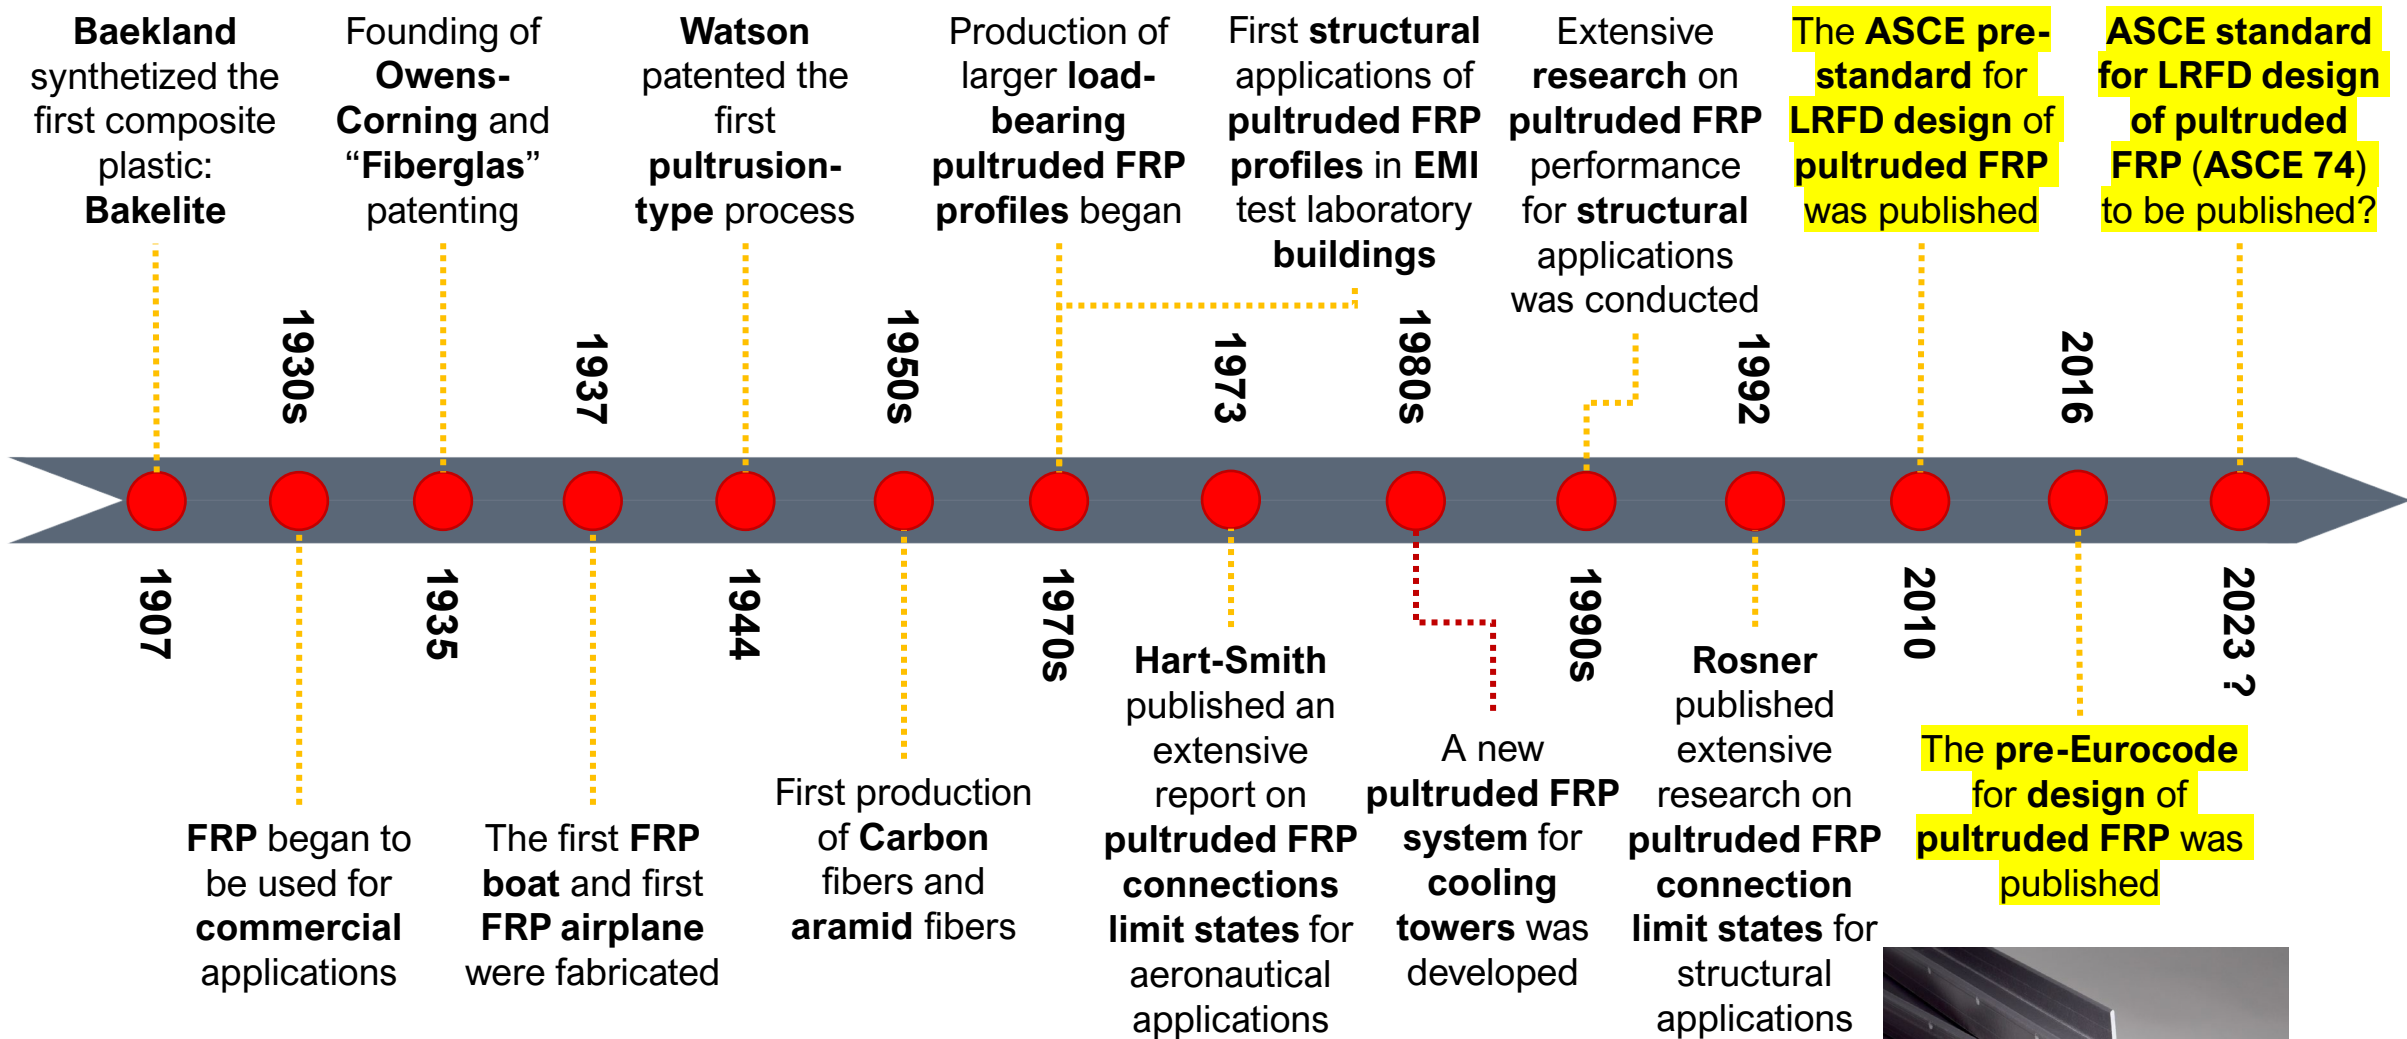 Baekland
synthetized the
first composite
plastic:
Bakelite
Founding of
Owens-
Corning and
“Fiberglas”
patenting
Watson
patented the
first
pultrusion-
type process
Production of
larger load-
bearing
pultruded FRP
profiles began
First structural
applications of
pultruded FRP
profiles in EMI
test laboratory
buildings
Extensive
research on
pultruded FRP
performance
for structural
applications
was conducted
The ASCE pre-
standard for
LRFD design of
pultruded FRP
was published
ASCE standard
for LRFD design
of pultruded
FRP (ASCE 74)
to be published?
1930s
1937
1950s
1973
1980s
1992
2016
1907
1935
1944
1970s
1990s
2010
2023 ?
FRP began to
be used for
commercial
applications
The first FRP
boat and first
FRP airplane
were fabricated
First production
of Carbon
fibers and
aramid fibers
Hart-Smith
published an
extensive
report on
pultruded FRP
connections
limit states for
aeronautical
applications
A new
pultruded FRP
system for
cooling
towers was
developed
Rosner
published
extensive
research on
pultruded FRP
connection
limit states for
structural
applications
The pre-Eurocode
for design of
pultruded FRP was
published